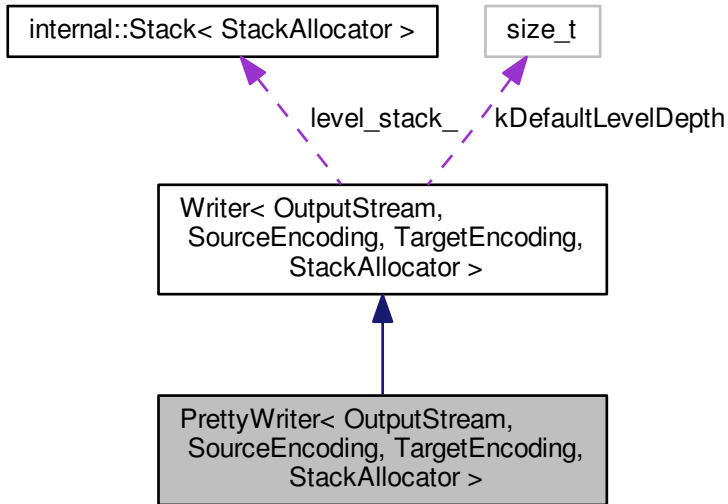 internal::Stack< StackAllocator >
size_t
level_stack_
kDefaultLevelDepth
Writer< OutputStream,
SourceEncoding, TargetEncoding,
StackAllocator >
PrettyWriter< OutputStream,
SourceEncoding, TargetEncoding,
StackAllocator >